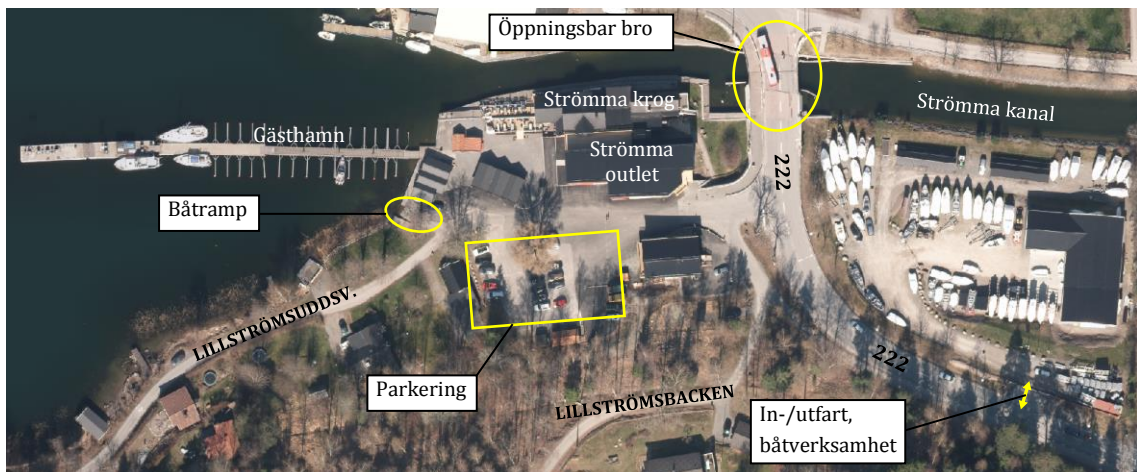 Öppningsbar bro
Strömma krog
Strömma kanal
Gästhamn
Strömma
outlet
222
Båtramp
LILLSTRÖMSUDDSV.
222
Parkering
LILLSTRÖMSBACKEN
In-/utfart,
båtverksamhet